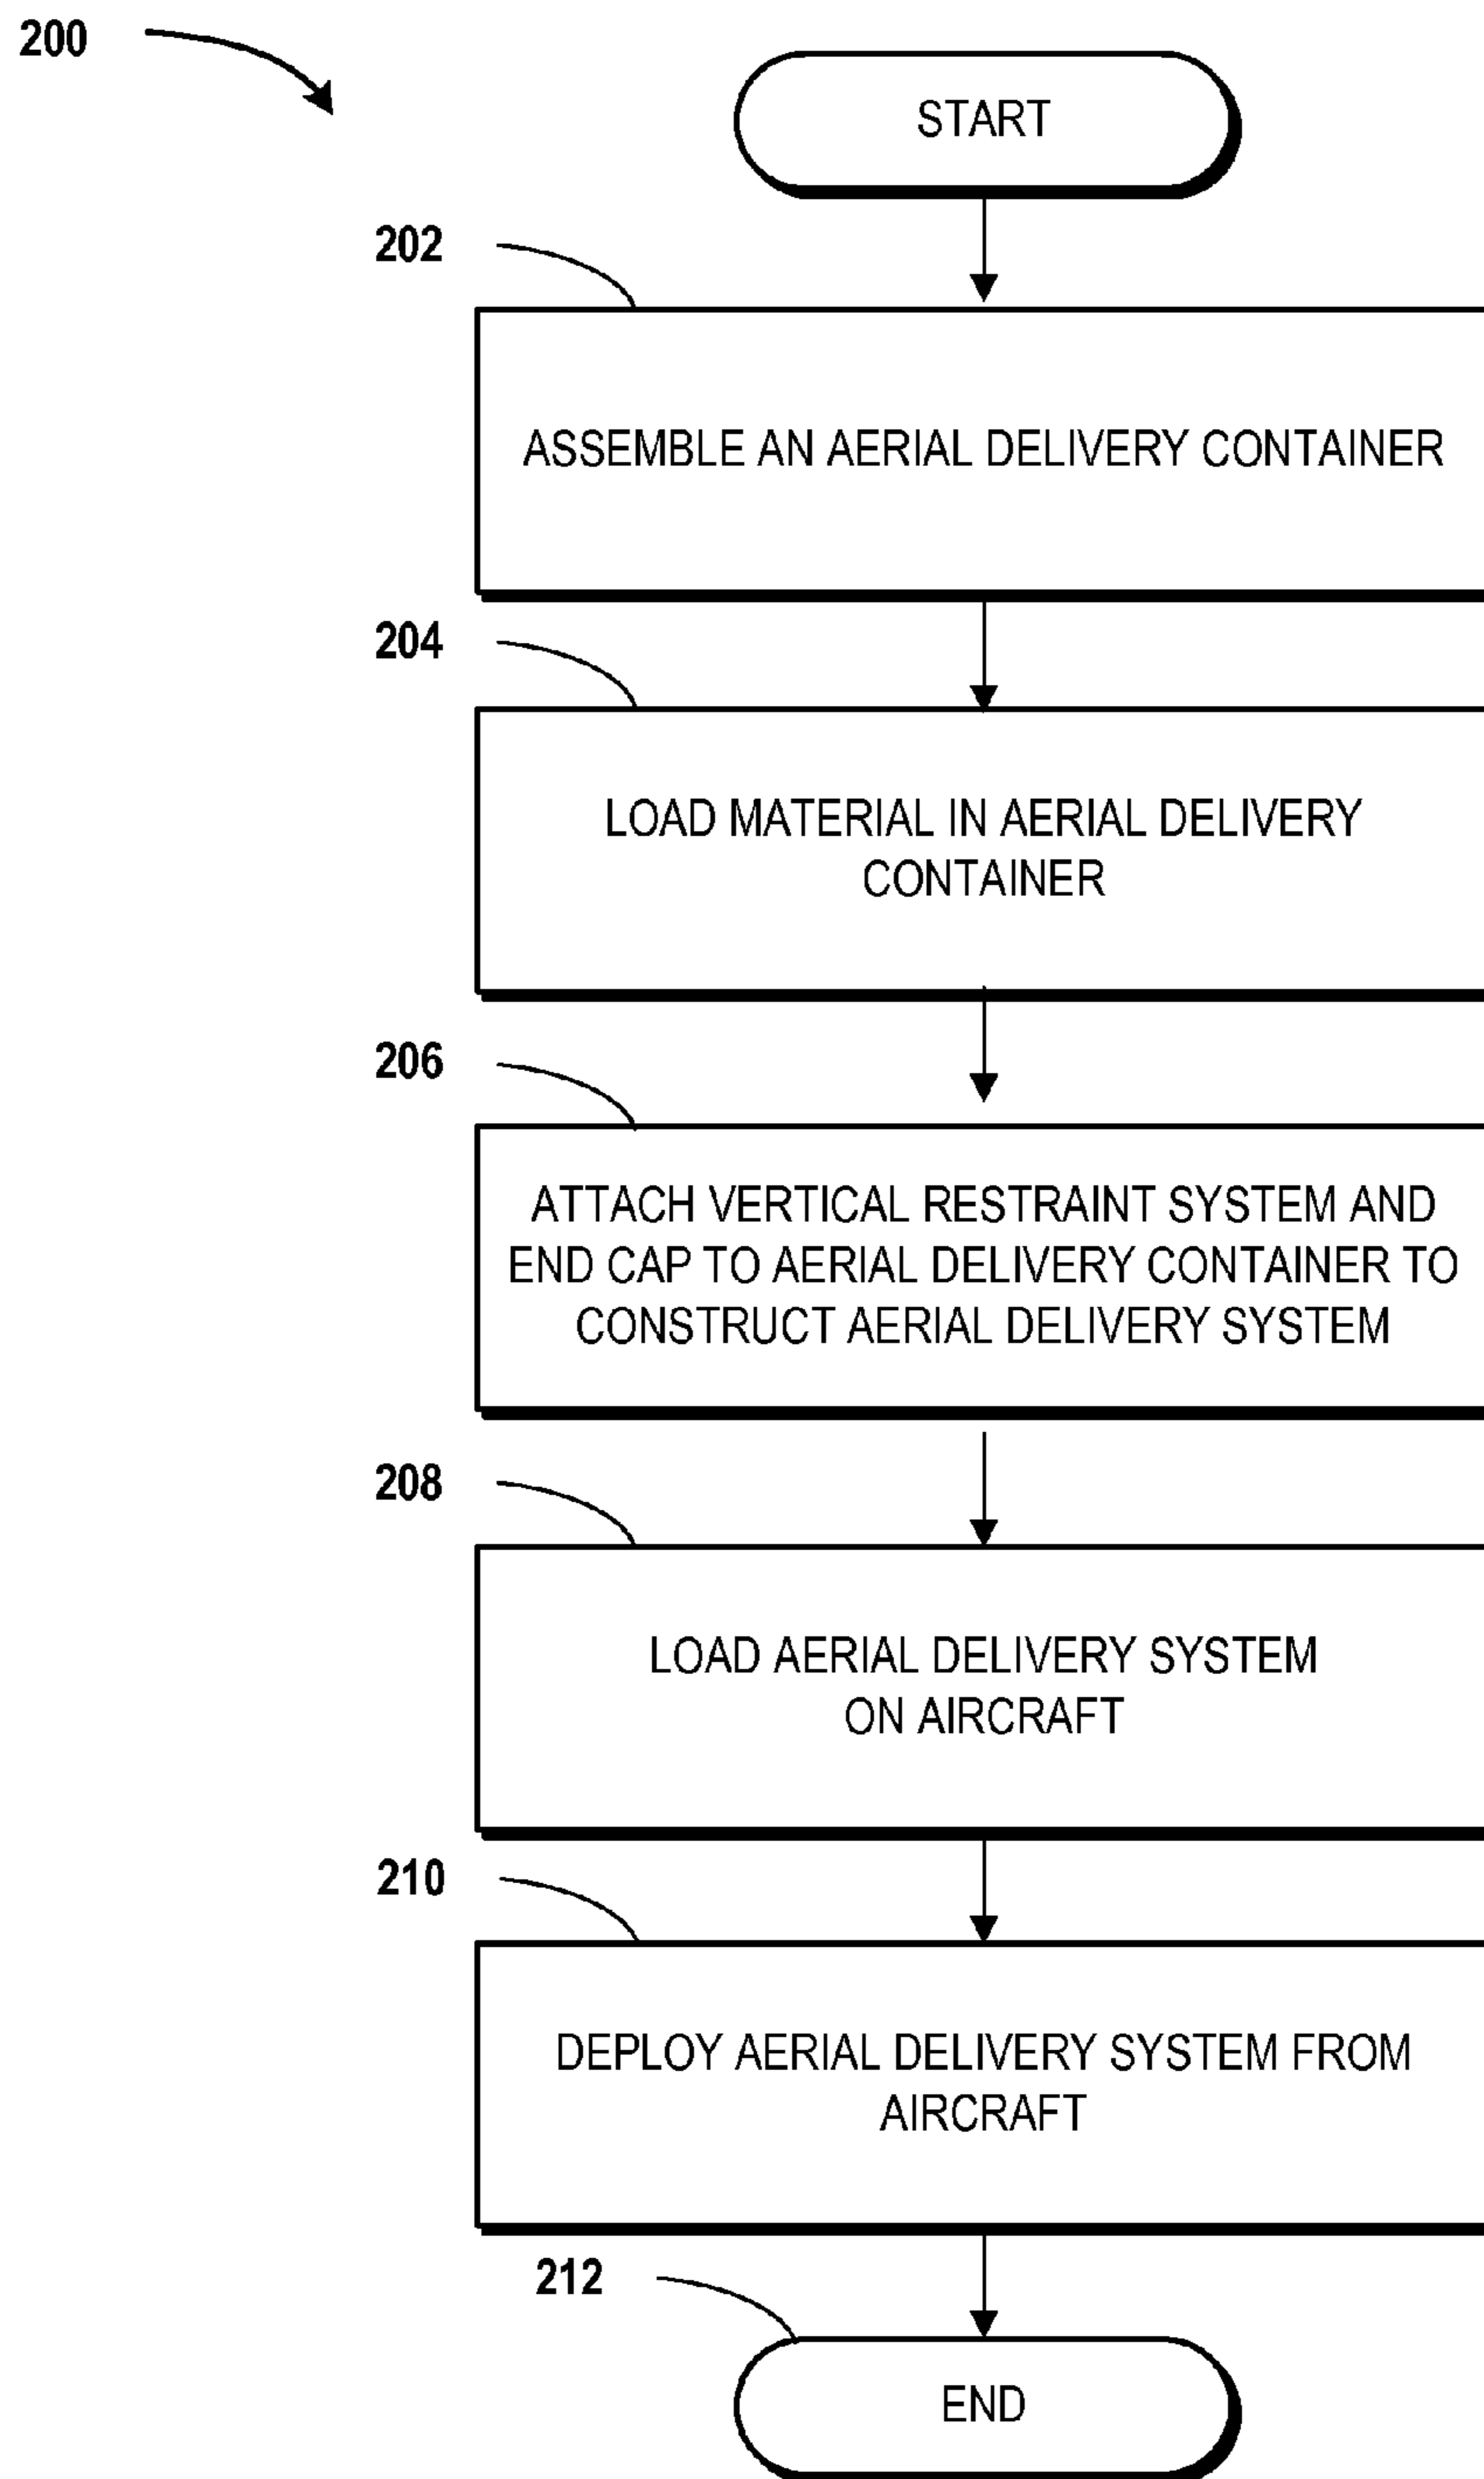 200
START
202
ASSEMBLE AN AERIAL DELIVERY CONTAINER
204
LOAD MATERIAL IN AERIAL DELIVERY
CONTAINER
206
ATTACH VERTICAL RESTRAINT SYSTEM AND
END CAP TO AERIAL DELIVERY CONTAINER TO
CONSTRUCT AERIAL DELIVERY SYSTEM
208
LOAD AERIAL DELIVERY SYSTEM
ON AIRCRAFT
210
DEPLOY AERIAL DELIVERY SYSTEM FROM
AIRCRAFT
212
END